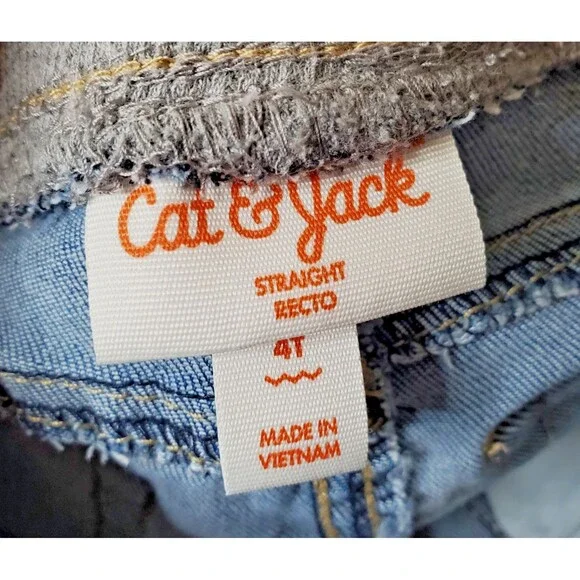 Cat & Jack
STRAIGHT
RECTO
4T
MADE IN
VIETNAM